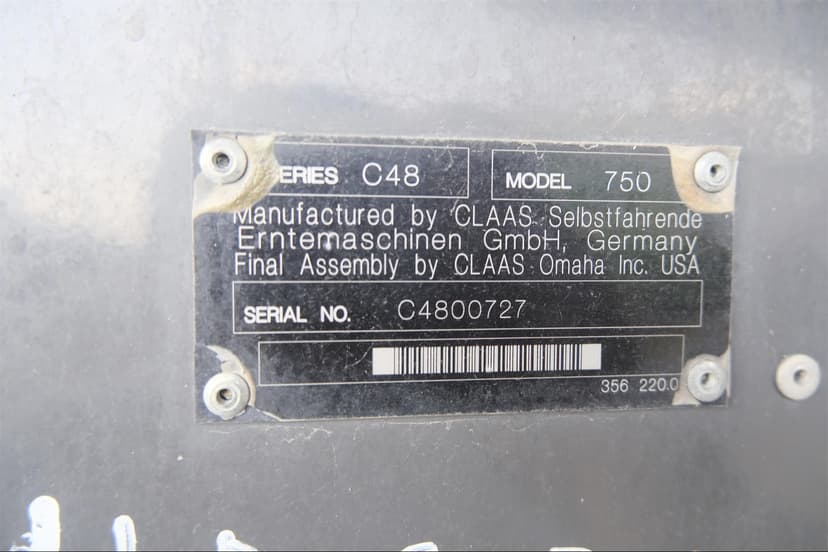 ERIES C48 MODEL 750
Manufactured by CLAAS Selbstfahrende
Erntemaschinen GmbH, Germany
Final Assembly by CLAAS Omaha Inc. USA
SERIAL NO. C4800727
356 220.0